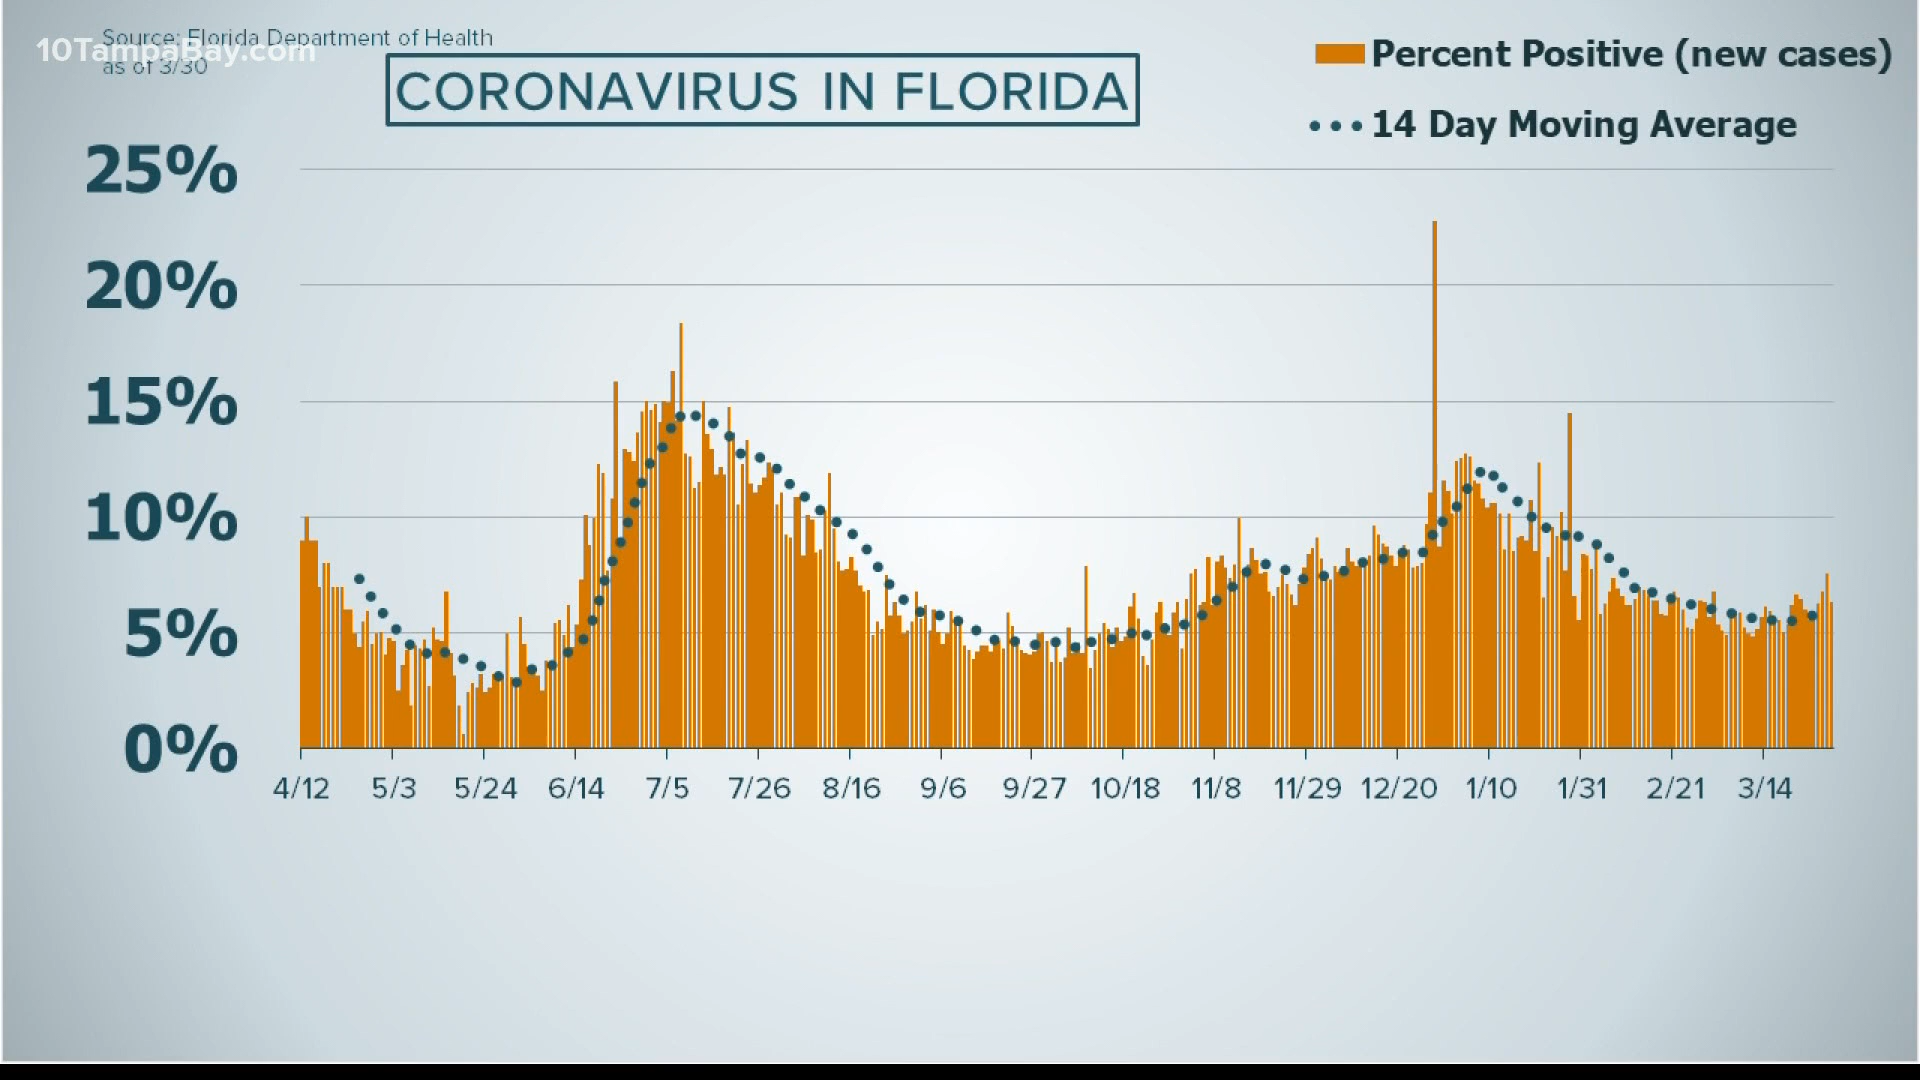 Source: Florida Department of Health
10TampaBay.com
as of 3/30
CORONAVIRUS IN FLORIDA
Percent Positive (new cases)
14 Day Moving Average
25%
20%
15%
10%
5%
0%
4/12 5/3 5/24 6/14 7/5 7/26 8/16 9/6 9/27 10/18 11/8 11/29 12/20 1/10 1/31 2/21 3/14